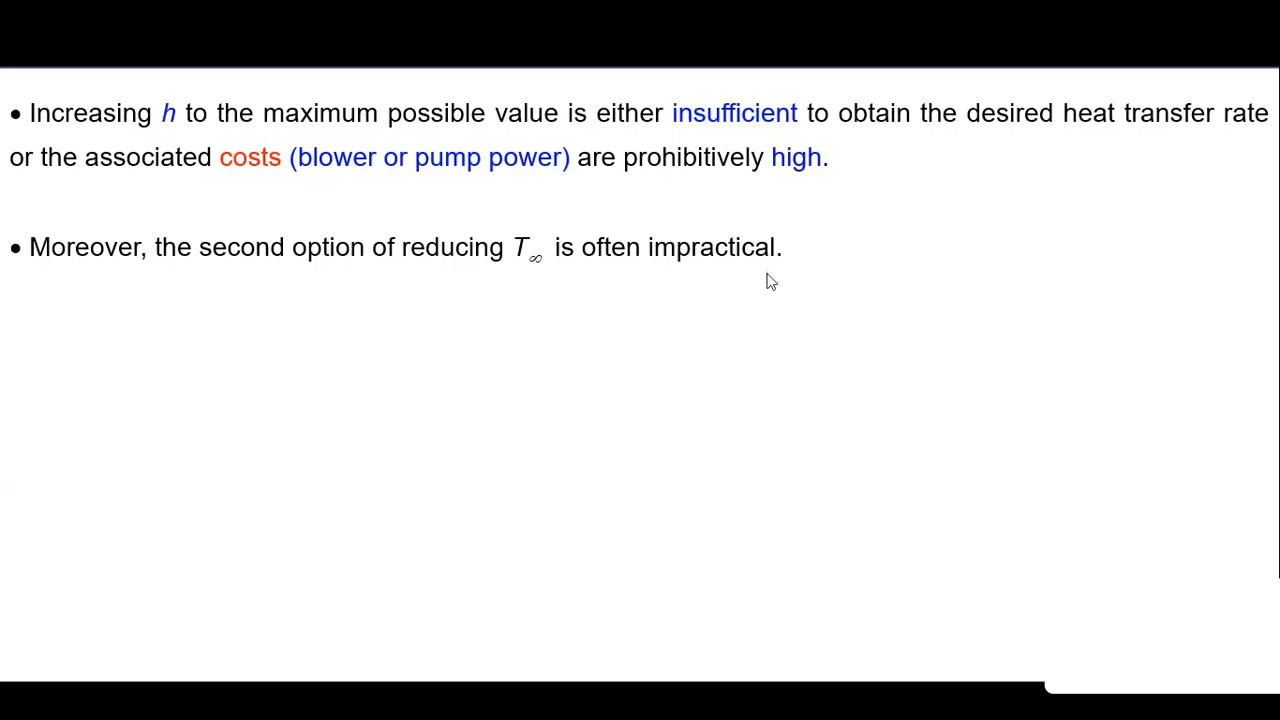 • Increasing h to the maximum possible value is either insufficient to obtain the desired heat transfer rate
or the associated costs (blower or pump power) are prohibitively high.
• Moreover, the second option of reducing T∞ is often impractical.